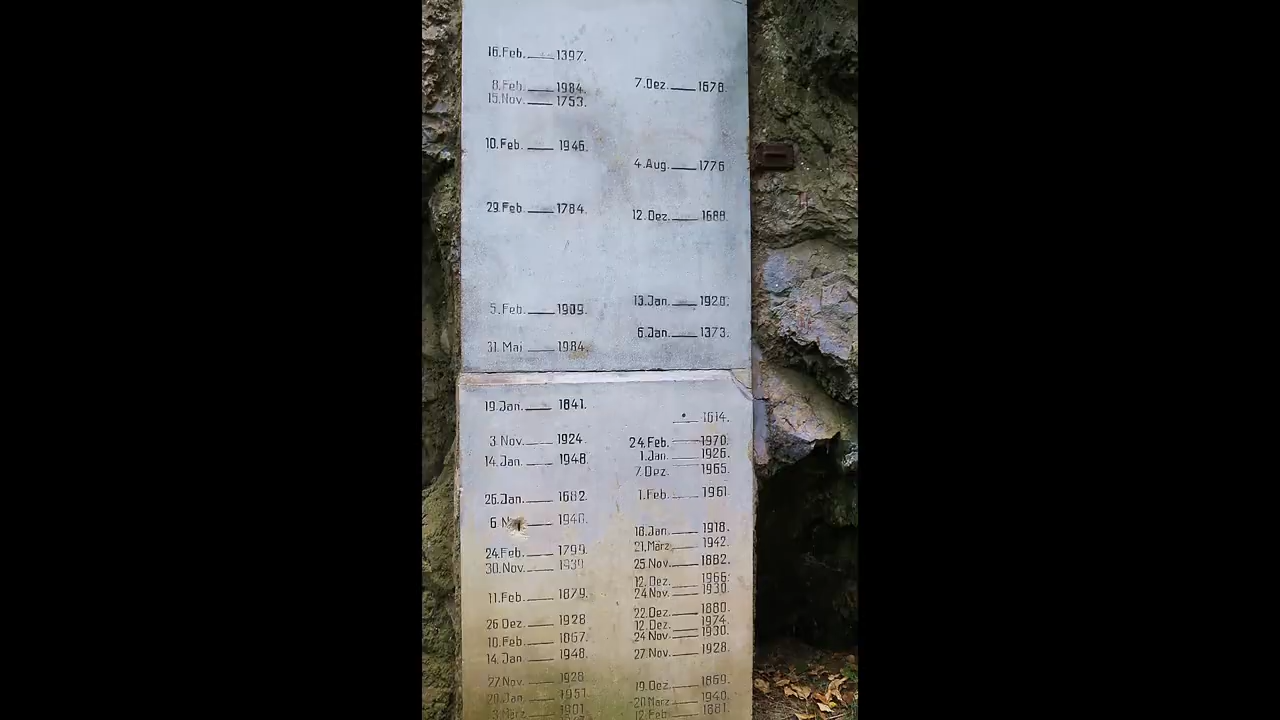 16.Feb. 1397.
8.Feb. 1984.
15.Nov. 1753.
10.Feb. 1946.
29.Feb. 1784.
5.Feb. 1909.
31.Mai 1984.
19.Jan. 1841.
3.Nov. 1924.
14.Jan. 1948.
26.Jan. 1682.
6
24.Feb. 1799.
30.Nov. 1939.
11.Feb. 1879.
26 Dez. 1928
10.Feb. 1867.
14.Jan 1948.
27.Nov. 1928.
20.Jan. 1951.
3.März 1901.
7.Dez. 1678.
4.Aug. 1776
12.Dez. 1688.
13.Jan. 1920.
6.Jan. 1373.
1614.
24.Feb. 1970.
1.Jan. 1926.
7.Dez. 1965.
1.Feb. 1961.
18.Jan. 1918.
21.März 1942.
25 Nov. 1882.
12.Dez. 1966.
24 Nov. 1930.
22.Dez. 1880.
12.Dez. 1974.
24 Nov. 1930.
27 Nov. 1928.
19.Dez. 1869.
20 März 1940.
12.Feb. 1881.